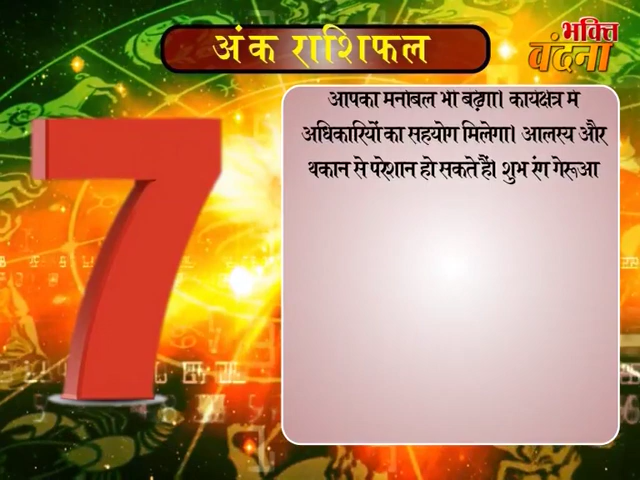 अंक राशिफल
भक्ति
वंदना
7
आपका मनोबल भी बढ़ेगा। कार्यक्षेत्र में
अधिकारियों का सहयोग मिलेगा। आलस्य और
थकान से परेशान हो सकते हैं। शुभ रंग गेरूआ